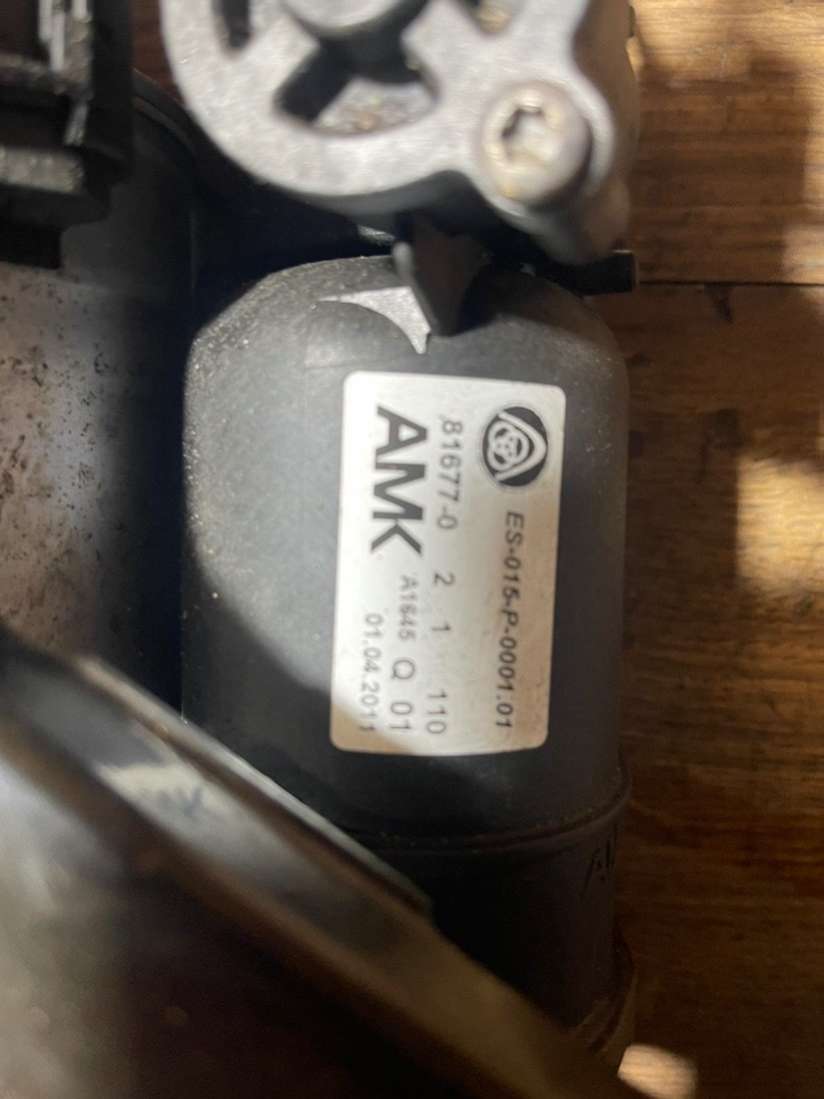 ES-015-P-0001.01
81677-0 2 1 110
AMK A1645 Q 01
01.04.2011